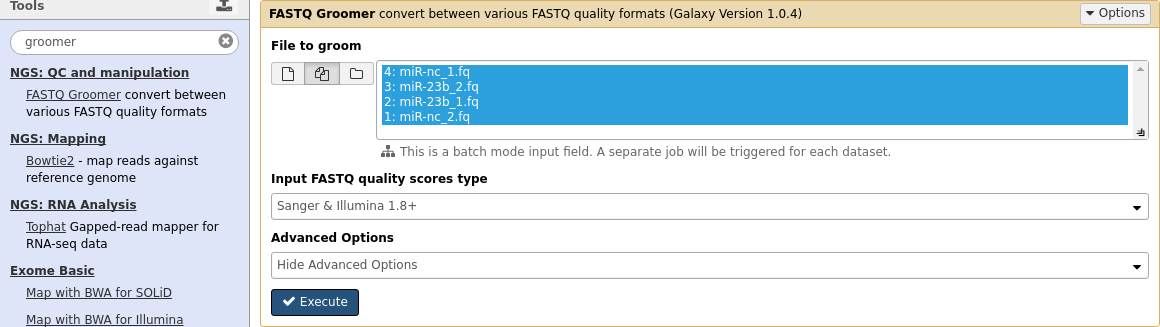 Tools
groomer
NGS: QC and manipulation
FASTQ Groomer convert between
various FASTQ quality formats
NGS: Mapping
Bowtie2 - map reads against
reference genome
NGS: RNA Analysis
Tophat Gapped-read mapper for
RNA-seq data
Exome Basic
Map with BWA for SOLiD
Map with BWA for Illumina
FASTQ Groomer convert between various FASTQ quality formats (Galaxy Version 1.0.4)
Options
File to groom
4: miR-nc_1.fq
3: miR-23b_2.fq
2: miR-23b_1.fq
1: miR-nc_2.fq
This is a batch mode input field. A separate job will be triggered for each dataset.
Input FASTQ quality scores type
Sanger & Illumina 1.8+
Advanced Options
Hide Advanced Options
Execute